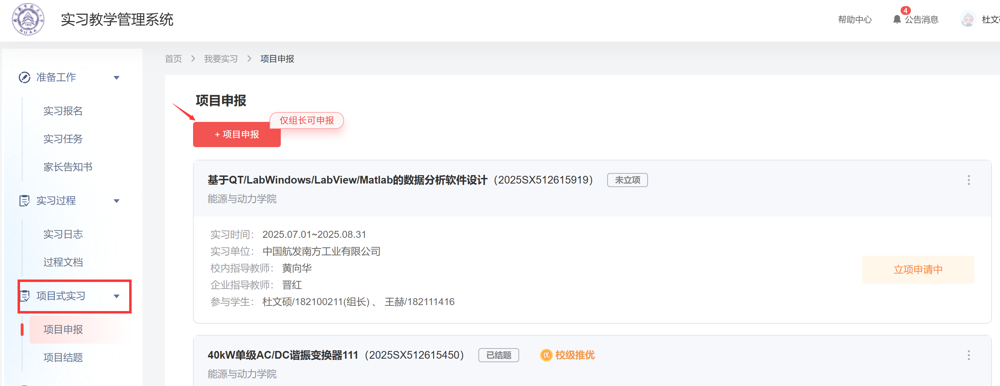 NUAA
实习教学管理系统
帮助中心
4
公告消息
杜文
准备工作
实习报名
实习任务
家长告知书
实习过程
实习日志
过程文档
项目式实习
项目申报
项目结题
首页 > 我要实习 > 项目申报
项目申报
+ 项目申报
仅组长可申报
基于QT/LabWindows/LabView/Matlab的数据分析软件设计（2025SX512615919） 未立项
能源与动力学院
实习时间： 2025.07.01~2025.08.31
实习单位： 中国航发南方工业有限公司
校内指导教师： 黄向华
企业指导教师： 晋红
参与学生： 杜文硕/182100211(组长) 、 王赫/182111416
立项申请中
40kW单级AC/DC谐振变换器111（2025SX512615450） 已结题 优 校级推优
能源与动力学院